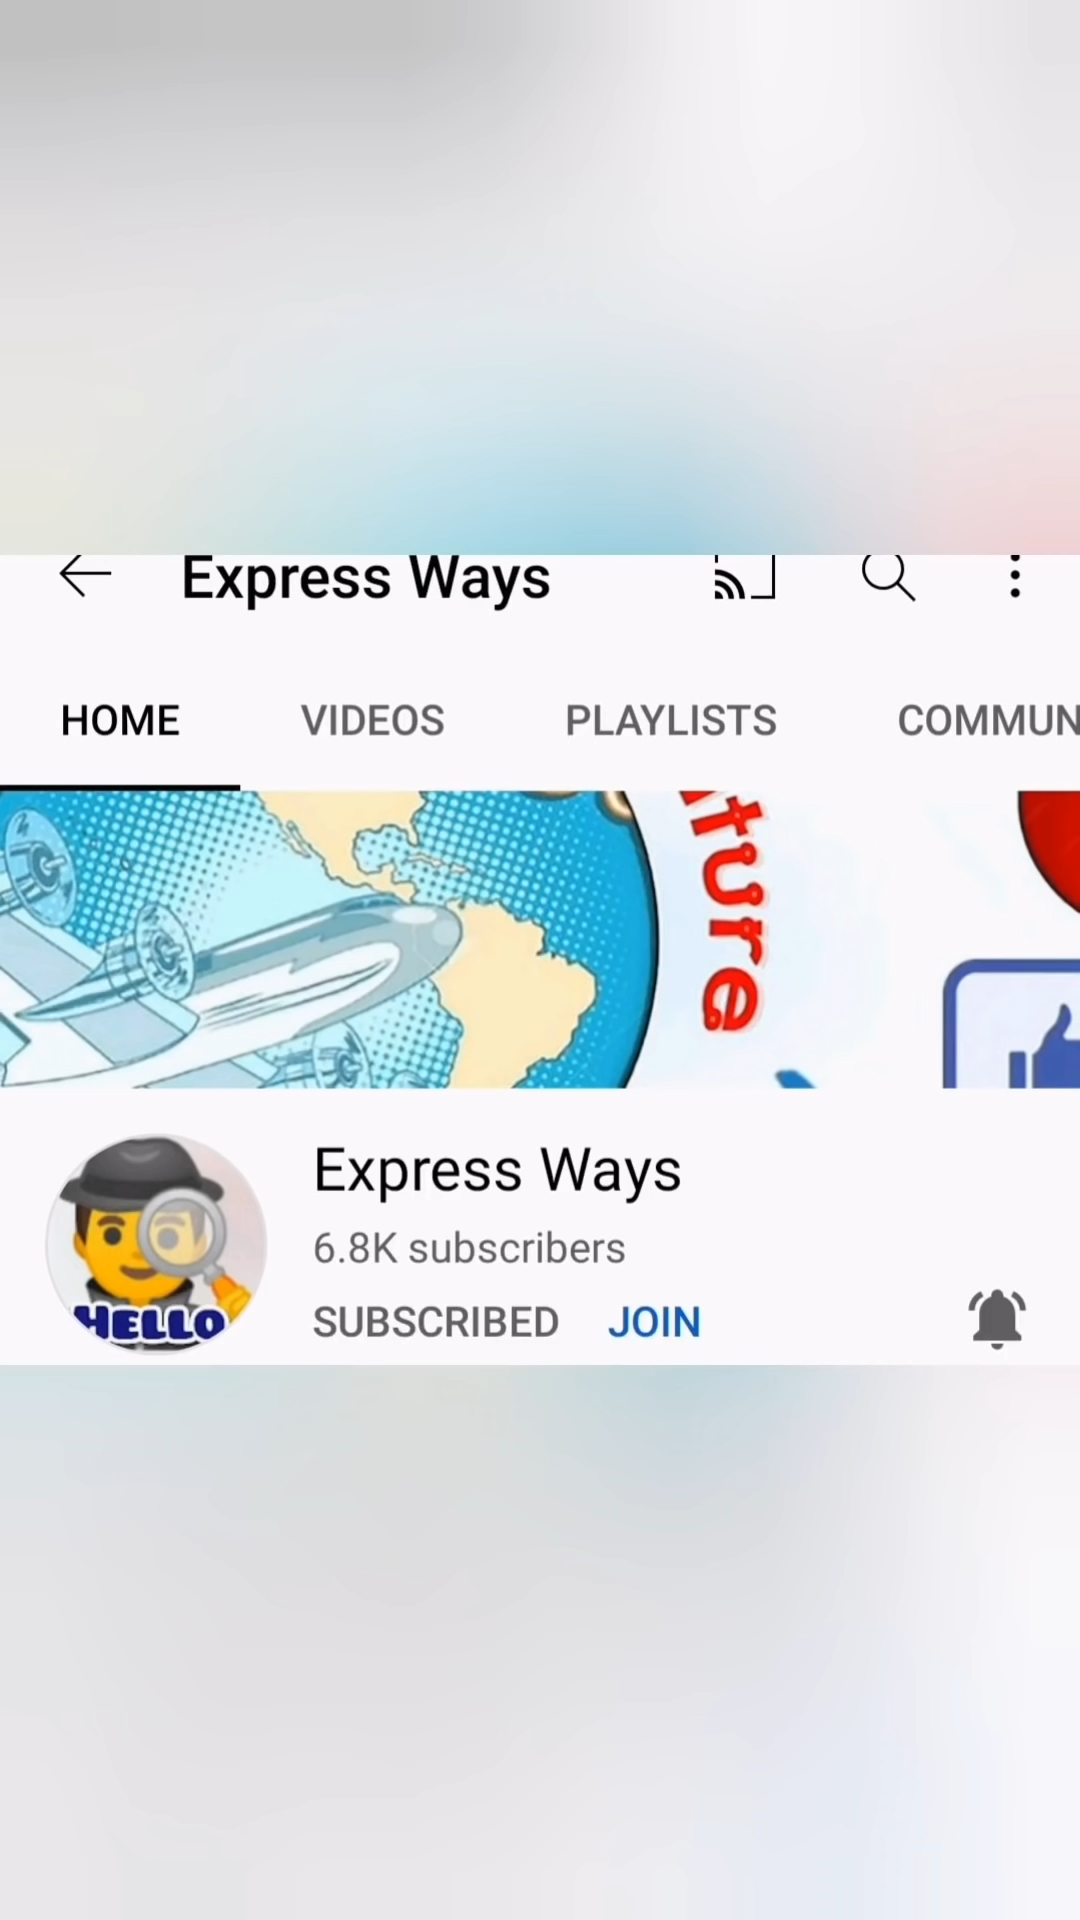 Express Ways
HOME VIDEOS PLAYLISTS COMMUN
ture
Express Ways
6.8K subscribers
SUBSCRIBED JOIN
HELLO